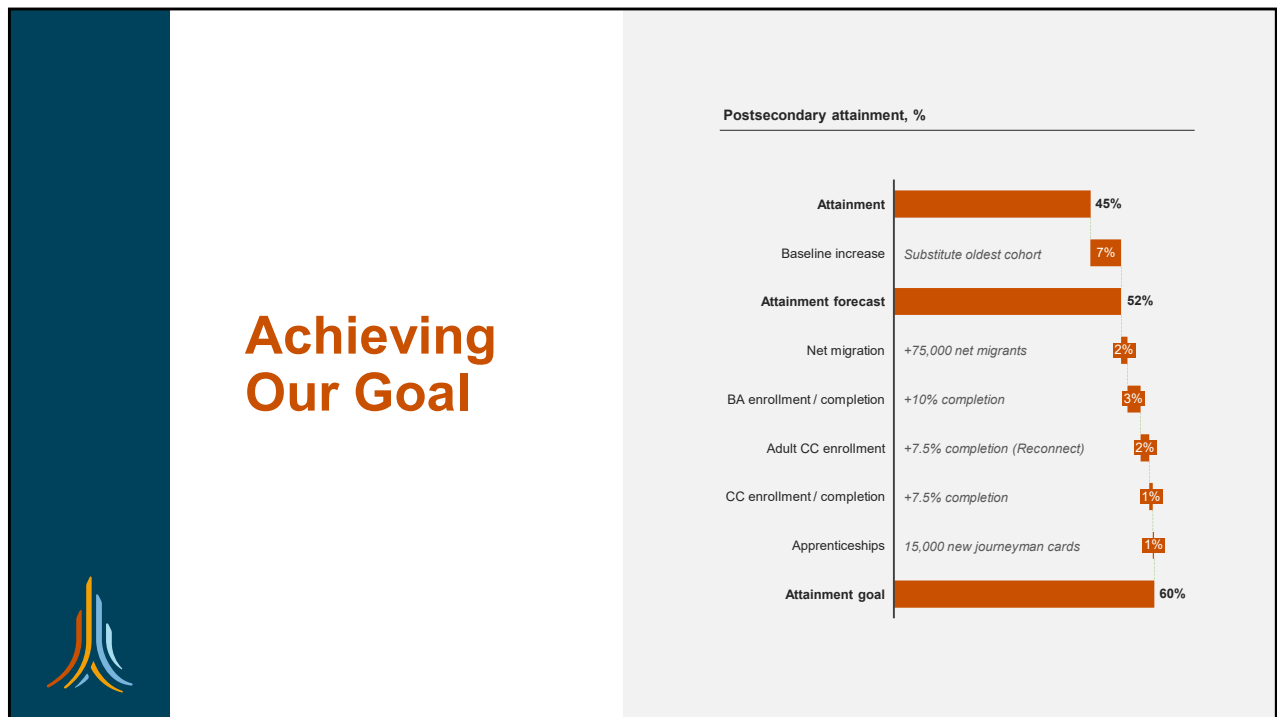 Achieving
Our Goal
Postsecondary attainment, %
Attainment 45%
Baseline increase Substitute oldest cohort 7%
Attainment forecast 52%
Net migration +75,000 net migrants 2%
BA enrollment / completion +10% completion 3%
Adult CC enrollment +7.5% completion (Reconnect) 2%
CC enrollment / completion +7.5% completion 1%
Apprenticeships 15,000 new journeyman cards 1%
Attainment goal 60%